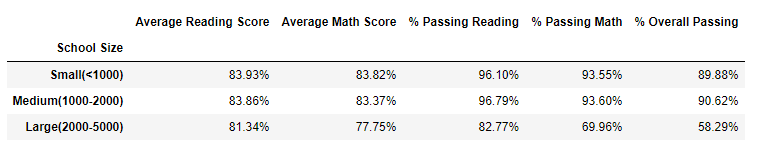 Average Reading Score Average Math Score % Passing Reading % Passing Math % Overall Passing
School Size
Small(<1000) 83.93% 83.82% 96.10% 93.55% 89.88%
Medium(1000-2000) 83.86% 83.37% 96.79% 93.60% 90.62%
Large(2000-5000) 81.34% 77.75% 82.77% 69.96% 58.29%